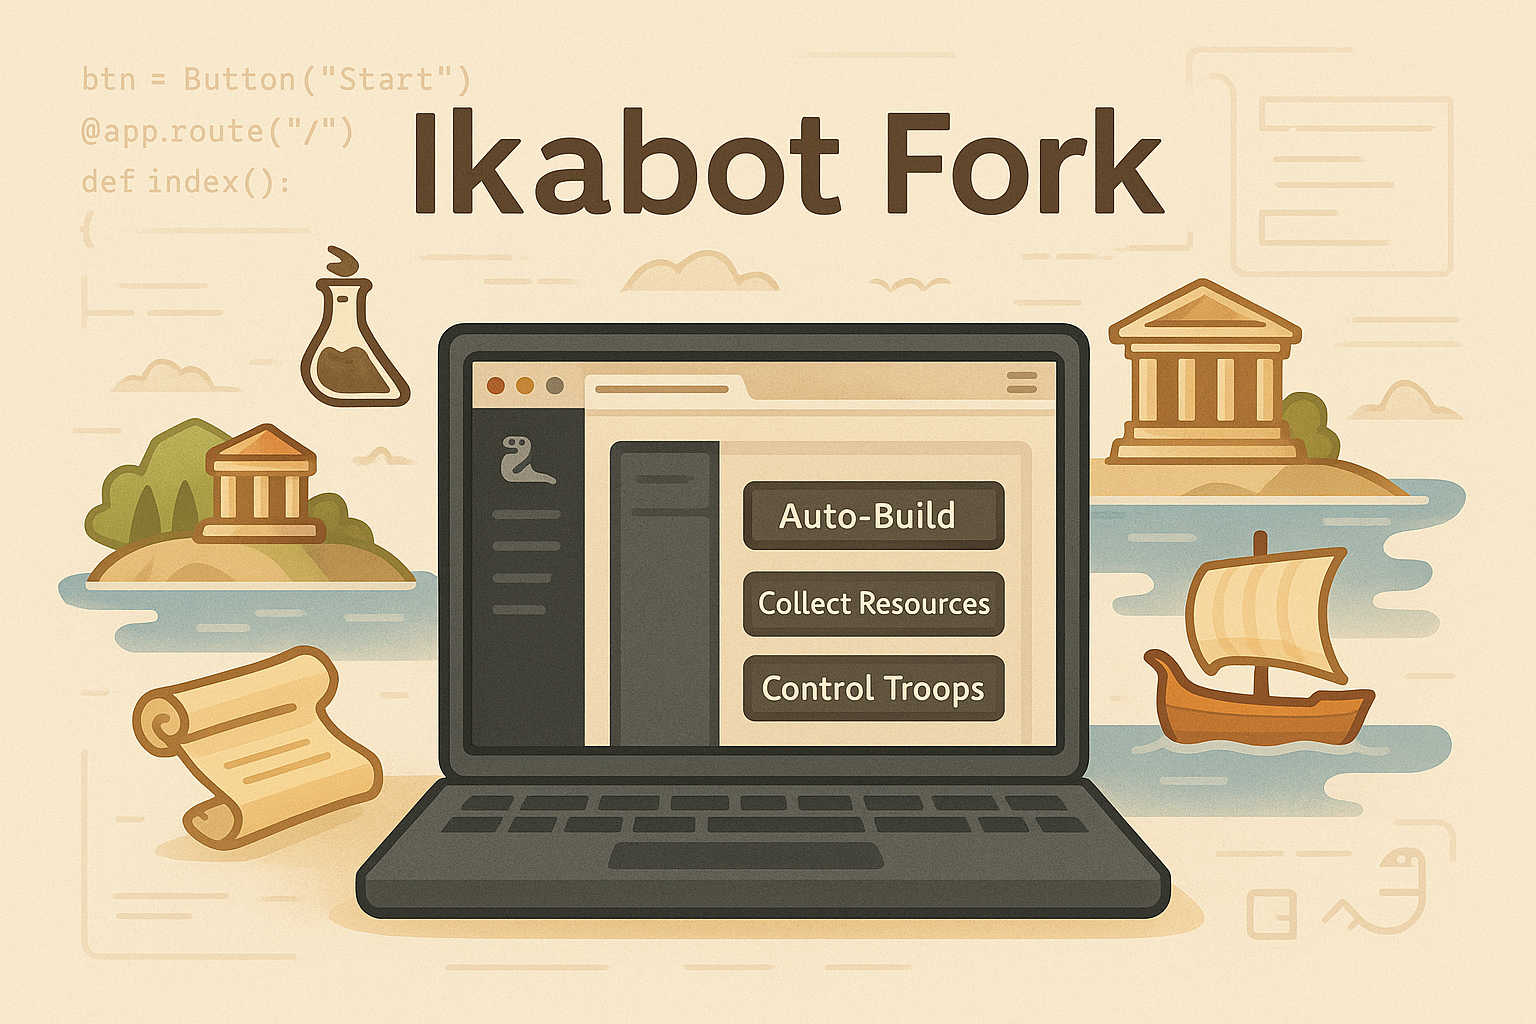 btn = Button("Start")
@app.route("/")
def index():
{
Ikabot Fork
Auto-Build
Collect Resources
Control Troops